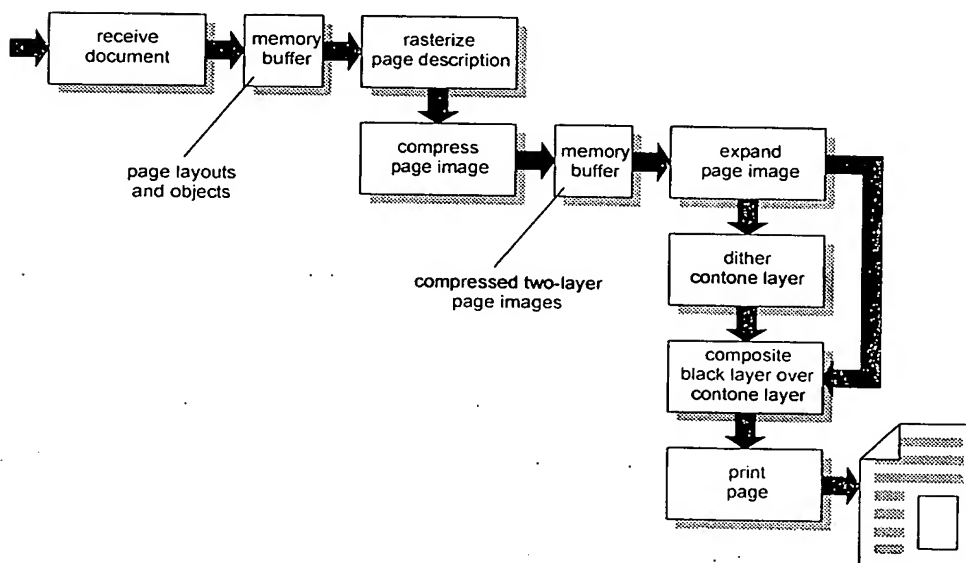 receive
document
memory
buffer
rasterize
page description
page layouts
and objects
compress
page image
memory
buffer
expand
page image
compressed two-layer
page images
dither
contone layer
composite
black layer over
contone layer
print
page